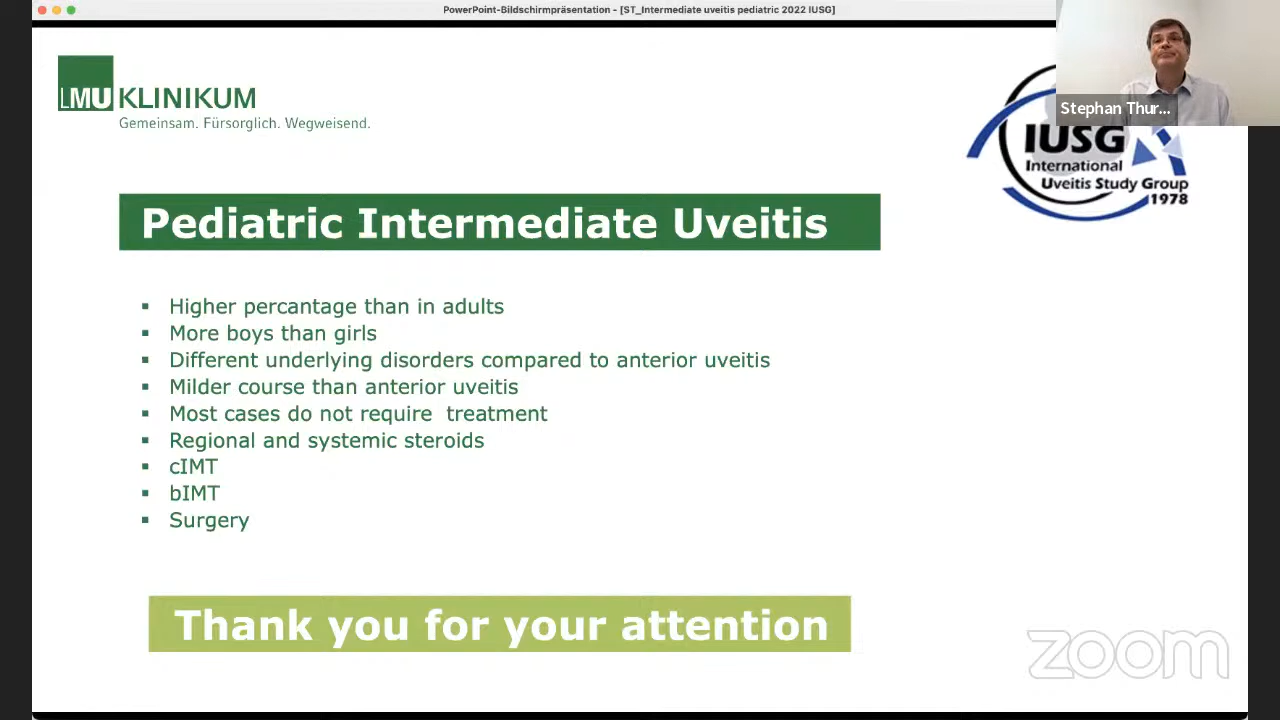 PowerPoint-Bildschirmpräsentation - [ST_Intermediate uveitis pediatric 2022 IUSG]
LMU KLINIKUM
Gemeinsam. Fürsorglich. Wegweisend.
Stephan Thur...
IUSG
International
Uveitis Study Group
1978
Pediatric Intermediate Uveitis
▪ Higher percantage than in adults
▪ More boys than girls
▪ Different underlying disorders compared to anterior uveitis
▪ Milder course than anterior uveitis
▪ Most cases do not require  treatment
▪ Regional and systemic steroids
▪ cIMT
▪ bIMT
▪ Surgery
Thank you for your attention
zoom